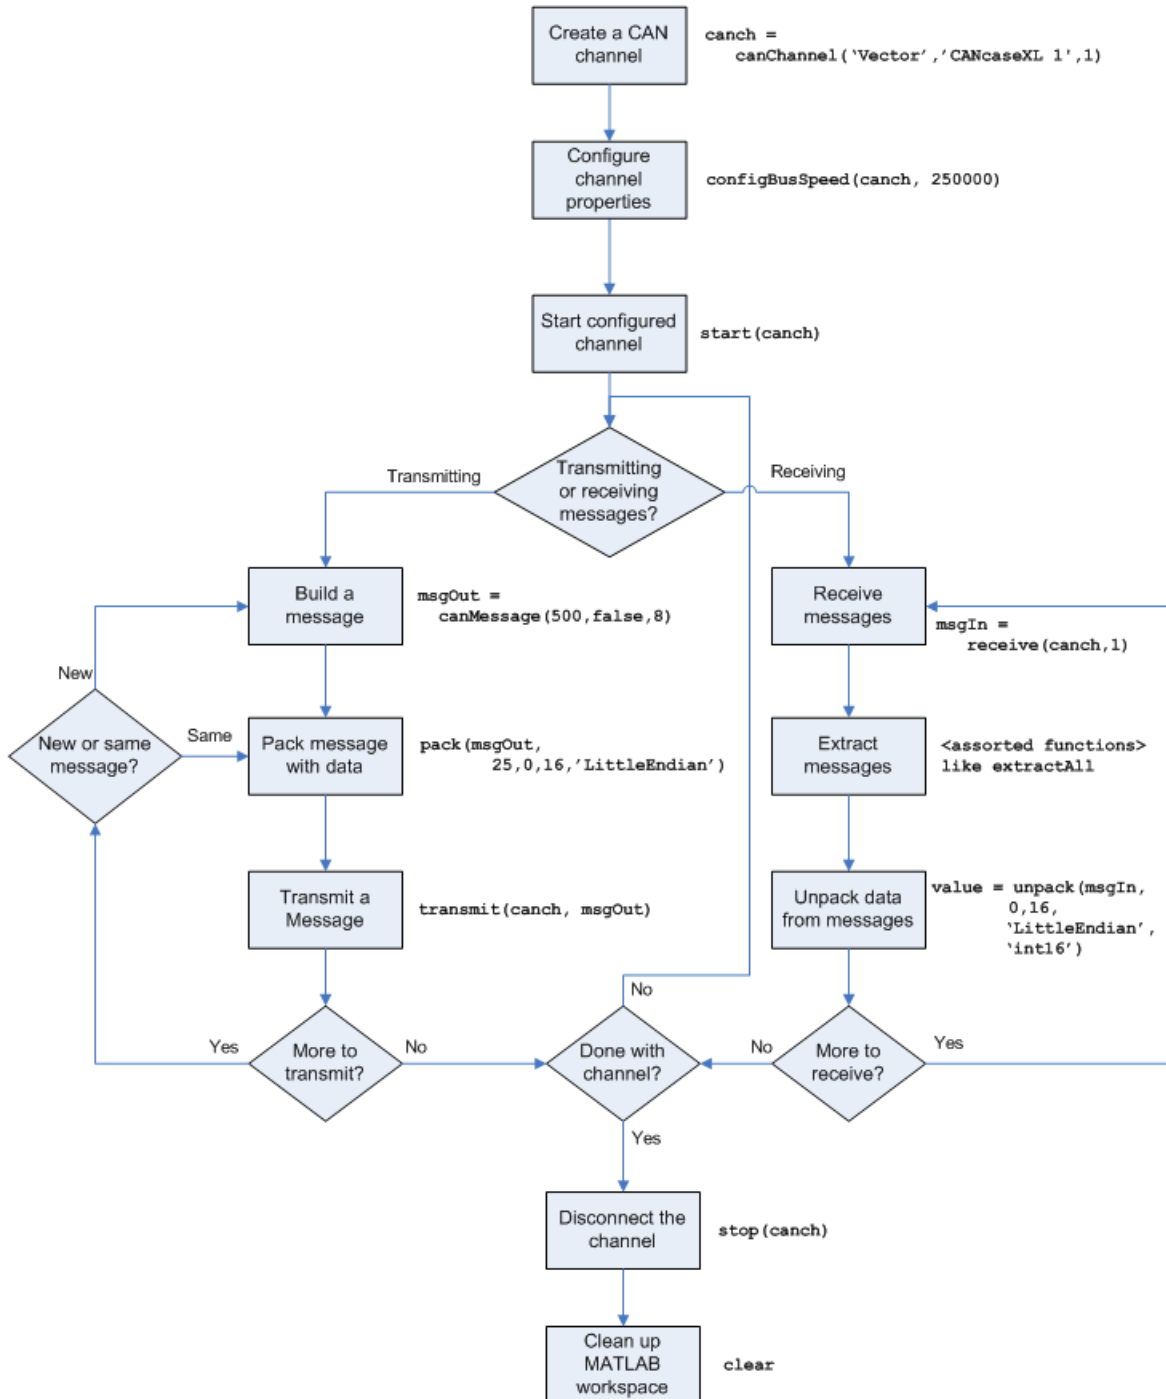 Create a CAN
channel
canch =
canChannel(‘Vector’,’CANcaseXL 1',1)
Configure
channel
properties
configBusSpeed(canch, 250000)
Start configured
channel
start(canch)
Transmitting
Transmitting
or receiving
messages?
Receiving
Build a
message
msgOut =
canMessage(500,false,8)
Receive
messages
msgIn =
receive(canch,1)
New
New or same
message?
Same
Pack message
with data
pack(msgOut,
25,0,16,’LittleEndian’)
Extract
messages
<assorted functions>
like extractAll
Transmit a
Message
transmit(canch, msgOut)
Unpack data
from messages
value = unpack(msgIn,
0,16,
‘LittleEndian’,
‘int16’)
Yes
More to
transmit?
No
No
Done with
channel?
No
More to
receive?
Yes
Yes
Disconnect the
channel
stop(canch)
Clean up
MATLAB
workspace
clear